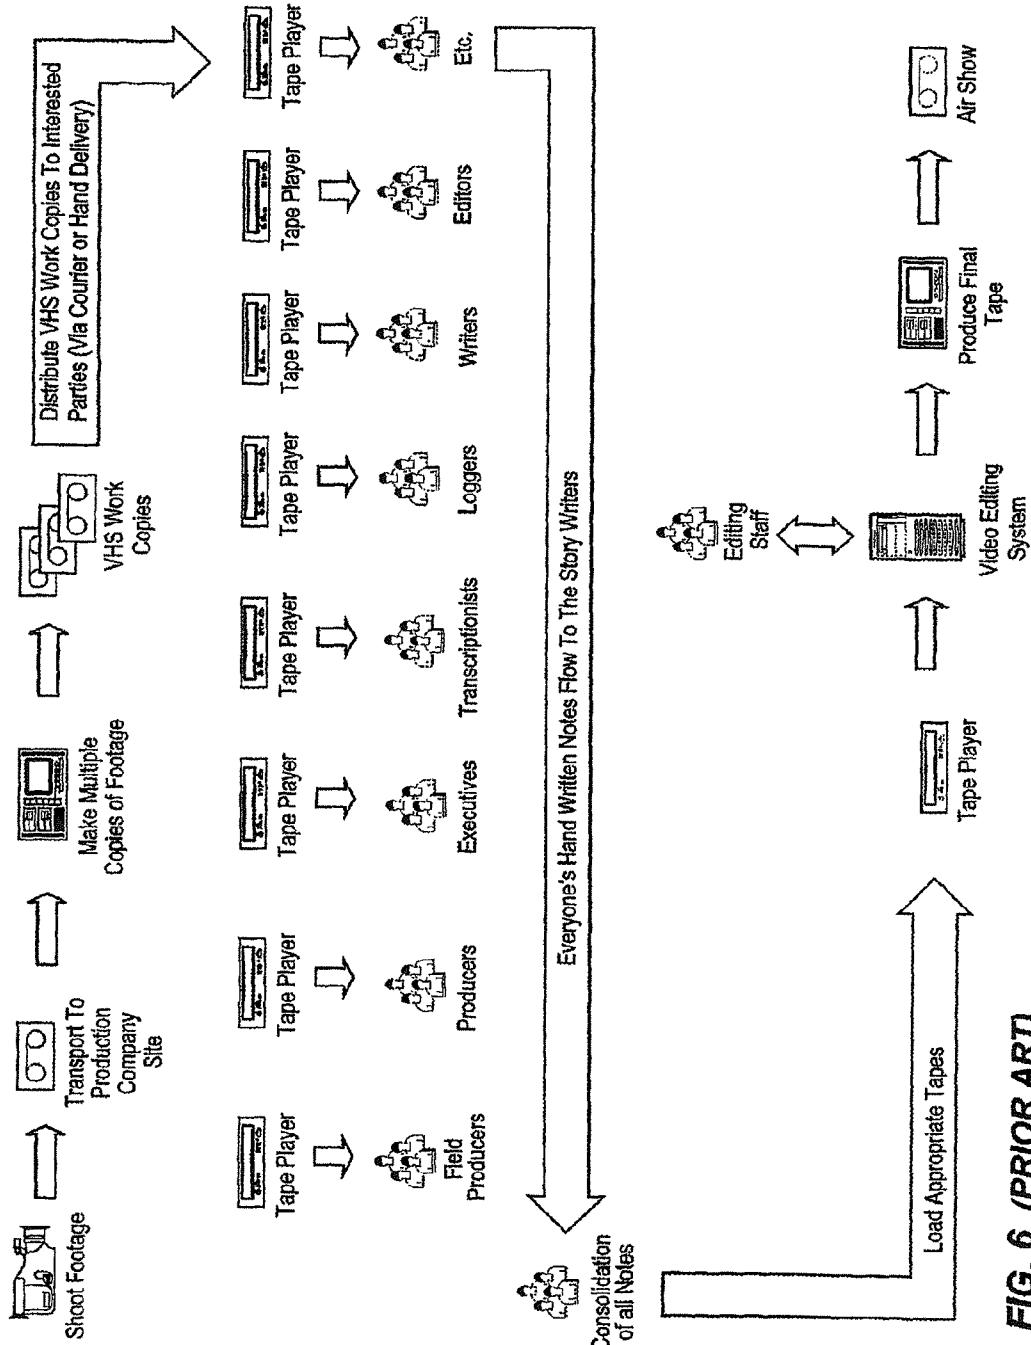 Shoot Footage
Transport To
Production
Company
Site
Make Multiple
Copies of Footage
VHS Work
Copies
Distribute VHS Work Copies To Interested
Parties (Via Courier or Hand Delivery)
Tape Player
Tape Player
Tape Player
Tape Player
Tape Player
Tape Player
Tape Player
Tape Player
Field
Producers
Producers
Executives
Transcriptionists
Loggers
Writers
Editors
Etc.
Everyone's Hand Written Notes Flow To The Story Writers
Consolidation
of all Notes
Load Appropriate Tapes
Tape Player
Editing
Staff
Video Editing
System
Produce Final
Tape
Air Show
FIG. 6 (PRIOR ART)